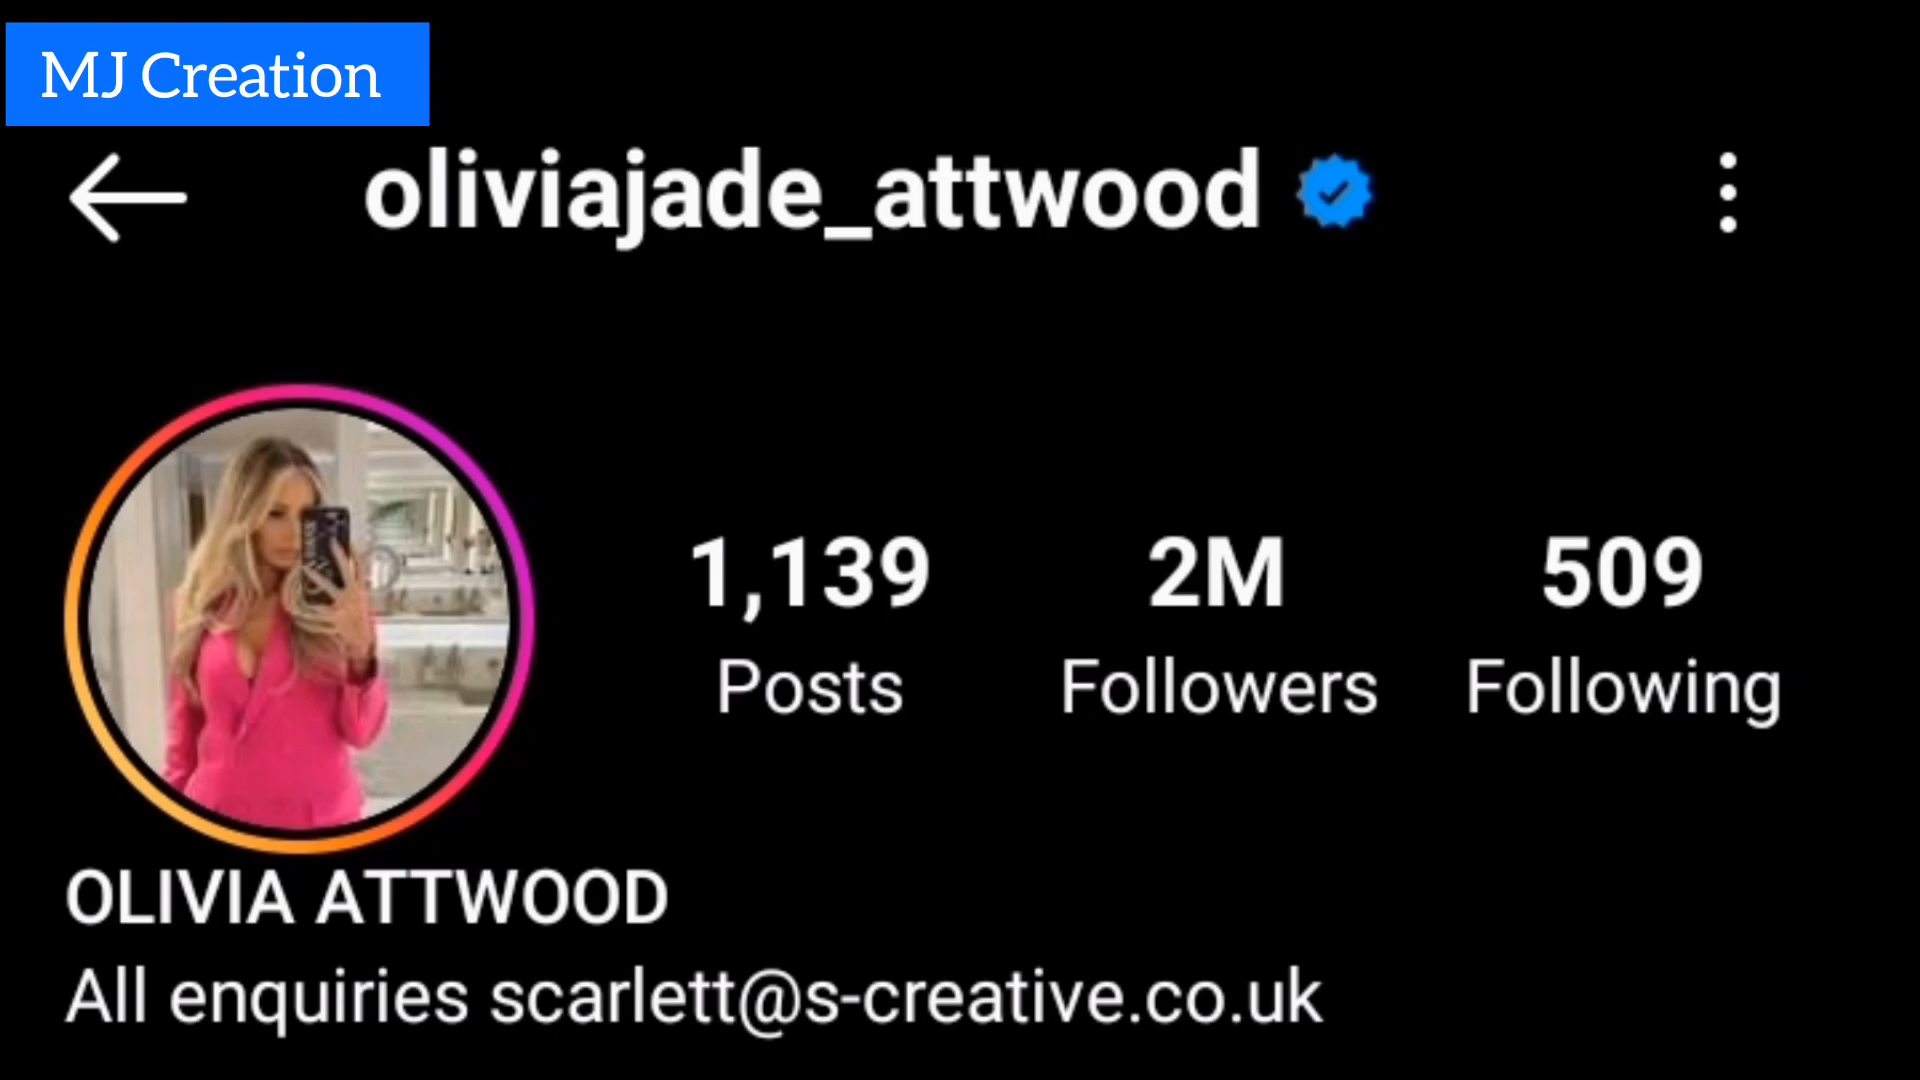 MJ Creation
oliviajade_attwood
1,139 2M 509
Posts Followers Following
OLIVIA ATTWOOD
All enquiries scarlett@s-creative.co.uk